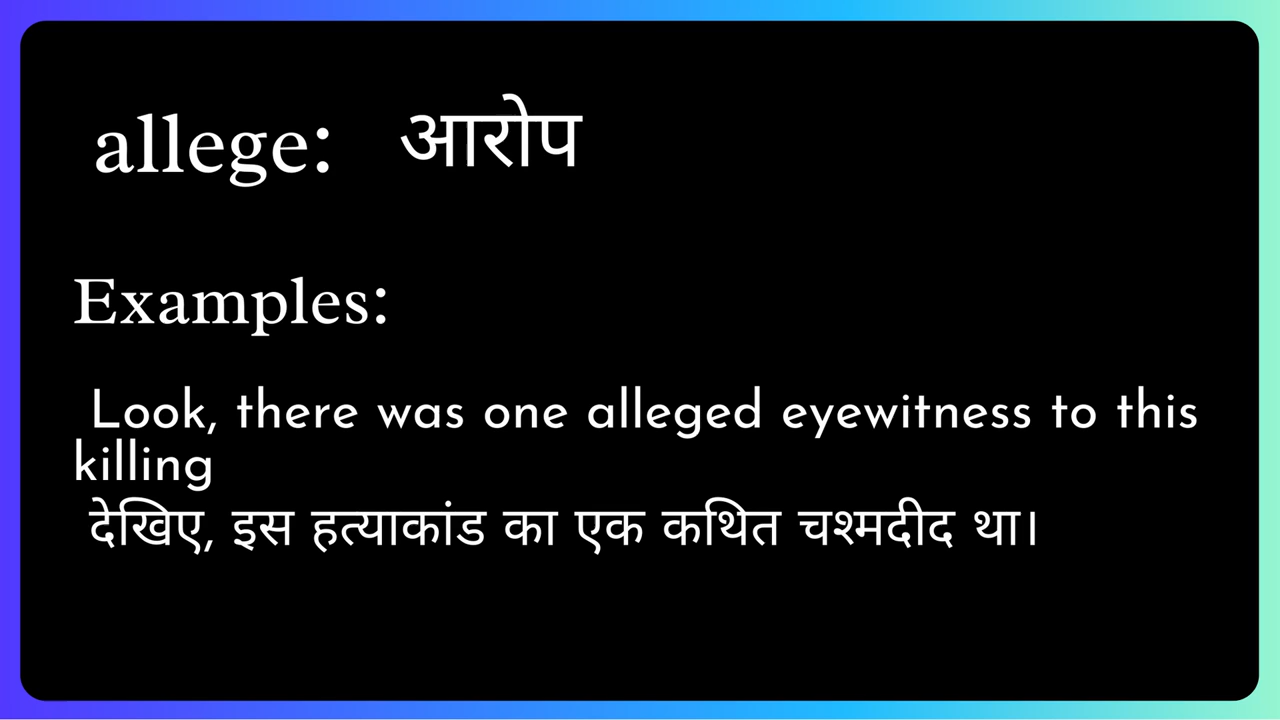 allege: आरोप
Examples:
Look, there was one alleged eyewitness to this
killing
देखिए, इस हत्याकांड का एक कथित चश्मदीद था।